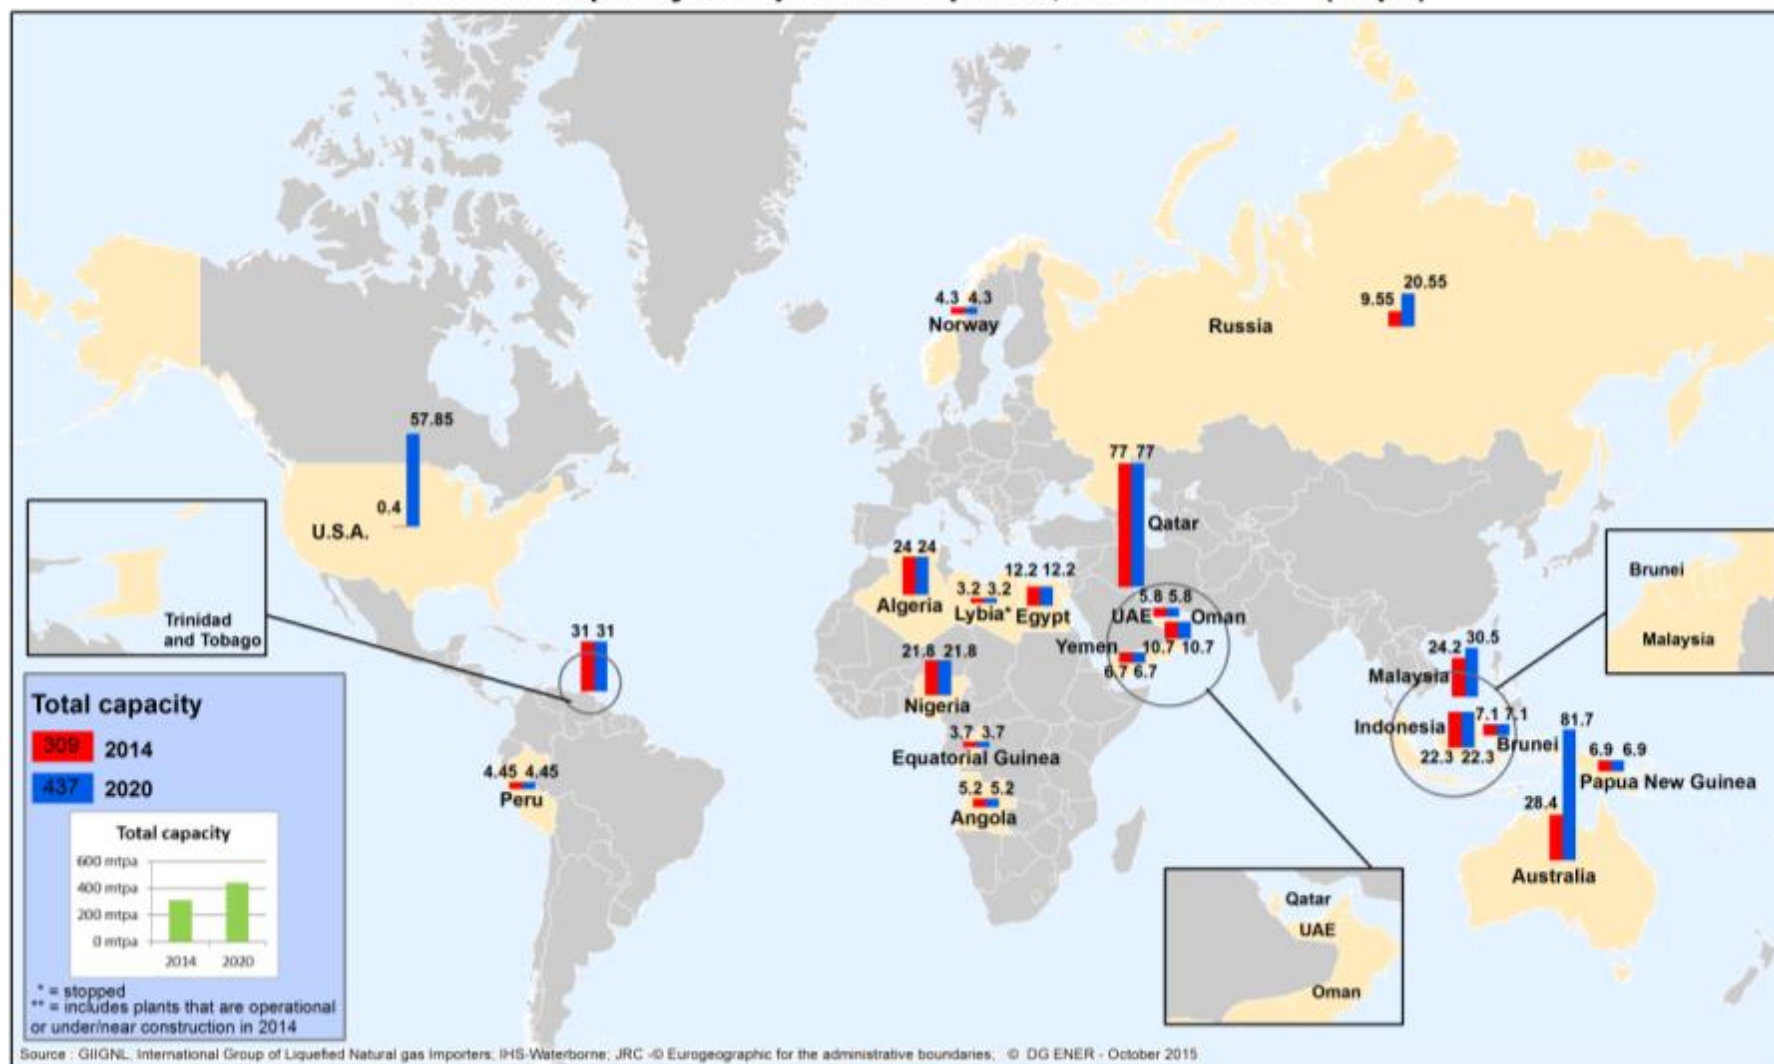 4.3 4.3
Norway
9.55
20.55
Russia
57.85
0.4
U.S.A.
77 77
Qatar
24 24
Algeria
3.2 3.2
Lybia*
12.2 12.2
Egypt
5.8 5.8
UAE
Oman
10.7 10.7
Yemen
6.7 6.7
Trinidad
and Tobago
31 31
21.8 21.8
Nigeria
3.7 3.7
Equatorial Guinea
5.2 5.2
Angola
4.45 4.45
Peru
24.2
30.5
Malaysia
Indonesia
22.3 22.3
7.1 7.1
Brunei
81.7
28.4
Australia
6.9 6.9
Papua New Guinea
Brunei
Malaysia
Qatar
UAE
Oman
Total capacity
309 2014
437 2020
Total capacity
600 mtpa
400 mtpa
200 mtpa
0 mtpa
2014 2020
* = stopped
** = includes plants that are operational
or under/near construction in 2014
Source : GIIGNL, International Group of Liquefied Natural gas Importers; IHS-Waterborne; JRC -© Eurogeographic for the administrative boundaries; © DG ENER - October 2015